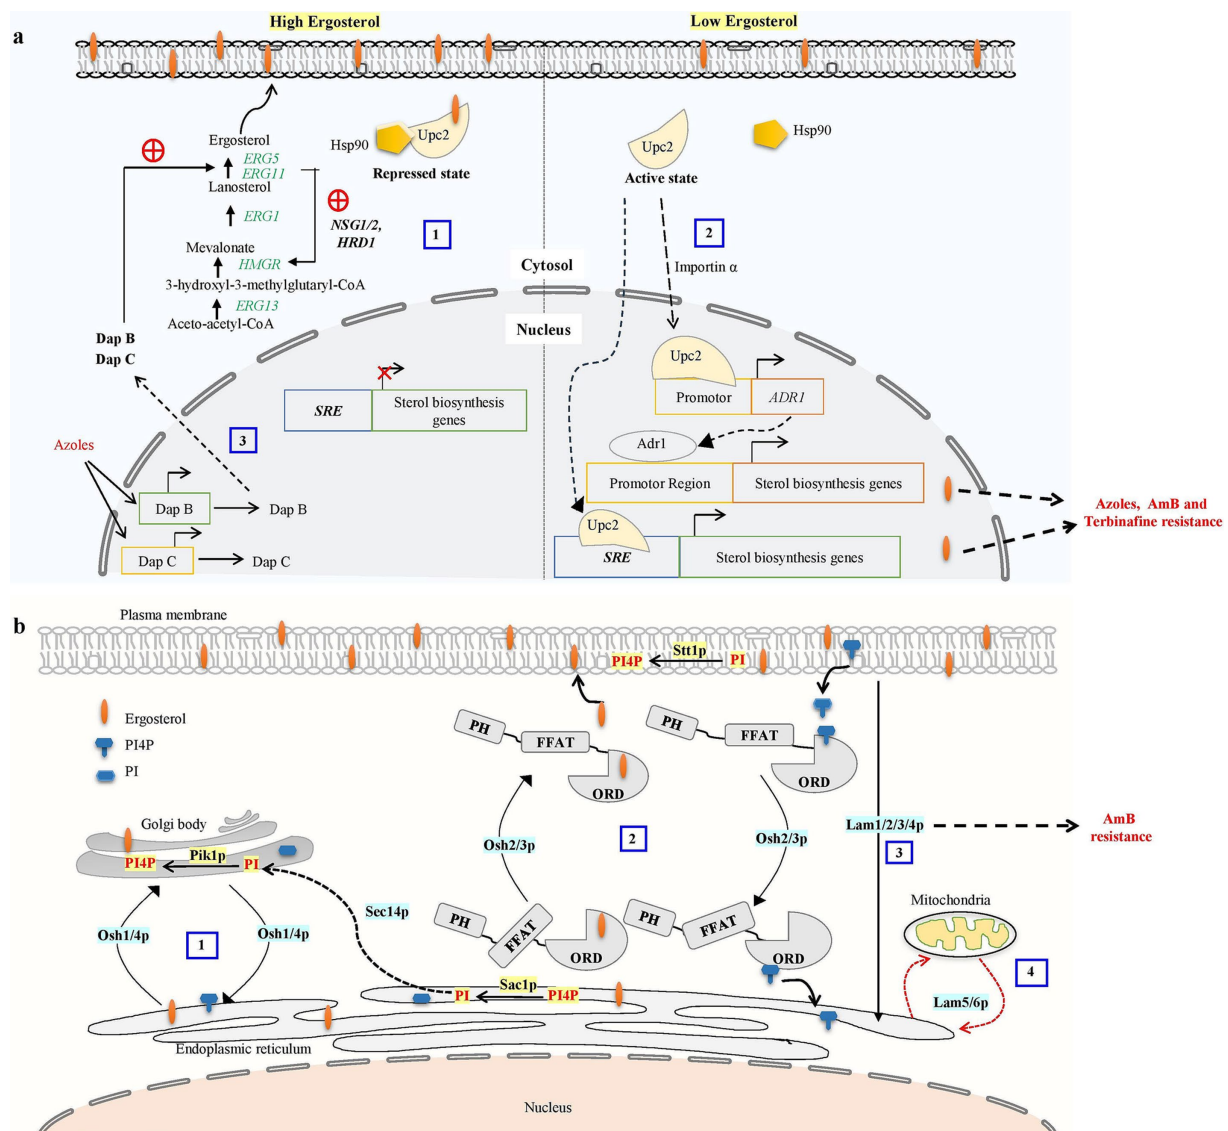 a
High Ergosterol
Low Ergosterol
Ergosterol
ERG5
ERG11
Lanosterol
ERG1
Mevalonate
HMGR
3-hydroxyl-3-methylglutaryl-CoA
ERG13
Aceto-acetyl-CoA
NSG1/2,
HRD1
Hsp90
Upc2
Repressed state
1
Upc2
Active state
Hsp90
2
Importin α
Cytosol
Nucleus
Dap B
Dap C
3
Azoles
Dap B
Dap B
Dap C
Dap C
SRE
Sterol biosynthesis
genes
Upc2
Promotor
ADR1
Adr1
Promotor Region
Sterol biosynthesis genes
Upc2
SRE
Sterol biosynthesis genes
Azoles, AmB and
Terbinafine resistance
b
Plasma membrane
Ergosterol
PI4P
PI
PI4P
Stt1p
PI
PH
FFAT
ORD
PH
FFAT
ORD
Golgi body
PI4P
Pik1p
PI
Osh1/4p
1
Osh1/4p
Sec14p
Osh2/3p
2
Osh2/3p
Lam1/2/3/4p
3
AmB
resistance
PH
FFAT
ORD
PH
FFAT
ORD
Mitochondria
4
Lam5/6p
PI
Sac1p
PI4P
Endoplasmic reticulum
Nucleus